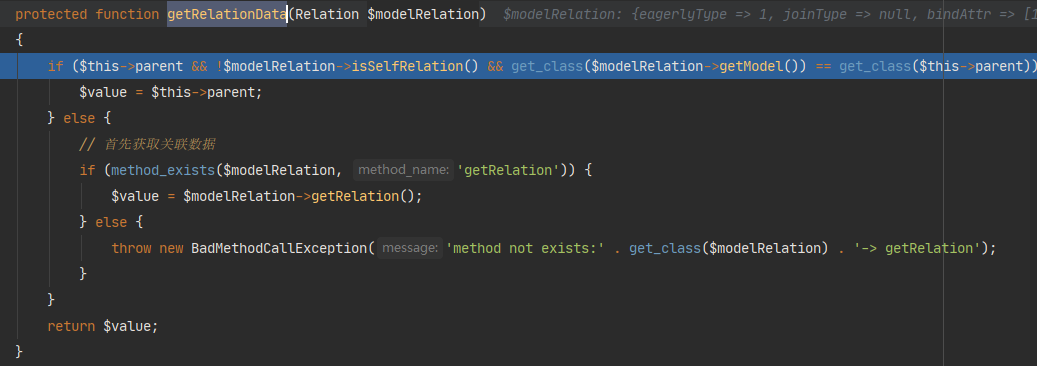 protected function getRelationData(Relation $modelRelation) $modelRelation: {eagerlyType => 1, joinType => null, bindAttr => [1
{
if ($this->parent && !$modelRelation->isSelfRelation() && get_class($modelRelation->getModel()) == get_class($this->parent))
$value = $this->parent;
} else {
// 首先获取关联数据
if (method_exists($modelRelation, method_name: 'getRelation')) {
$value = $modelRelation->getRelation();
} else {
throw new BadMethodCallException( message: 'method not exists:' . get_class($modelRelation) . '-> getRelation');
}
}
return $value;
}